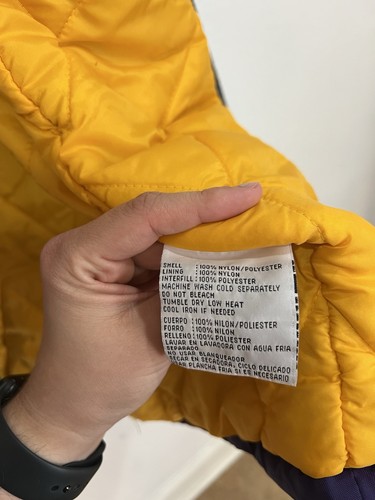 SHELL :100% NYLON/POLYESTER
LINING :100% NYLON
INTERFILL:100% POLYESTER
MACHINE WASH COLD SEPARATELY
DO NOT BLEACH
TUMBLE DRY LOW HEAT
COOL IRON IF NEEDED
CUERPO :100% NILON/POLIESTER
FORRO :100% NILON
RELLENO:100% POLIESTER
LAVAR EN LAVADORA CON AGUA FRIA
SEPARADO
NO USAR BLANQUEADOR
SECAR EN SECADORA, CICLO DELICADO
PLANCHA FRIA SI ES NECESARIO